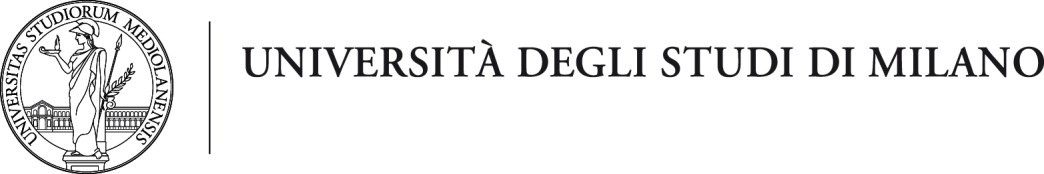 UNIVERSITAS STUDIORUM MEDIOLANENSIS
UNIVERSITÀ DEGLI STUDI DI MILANO